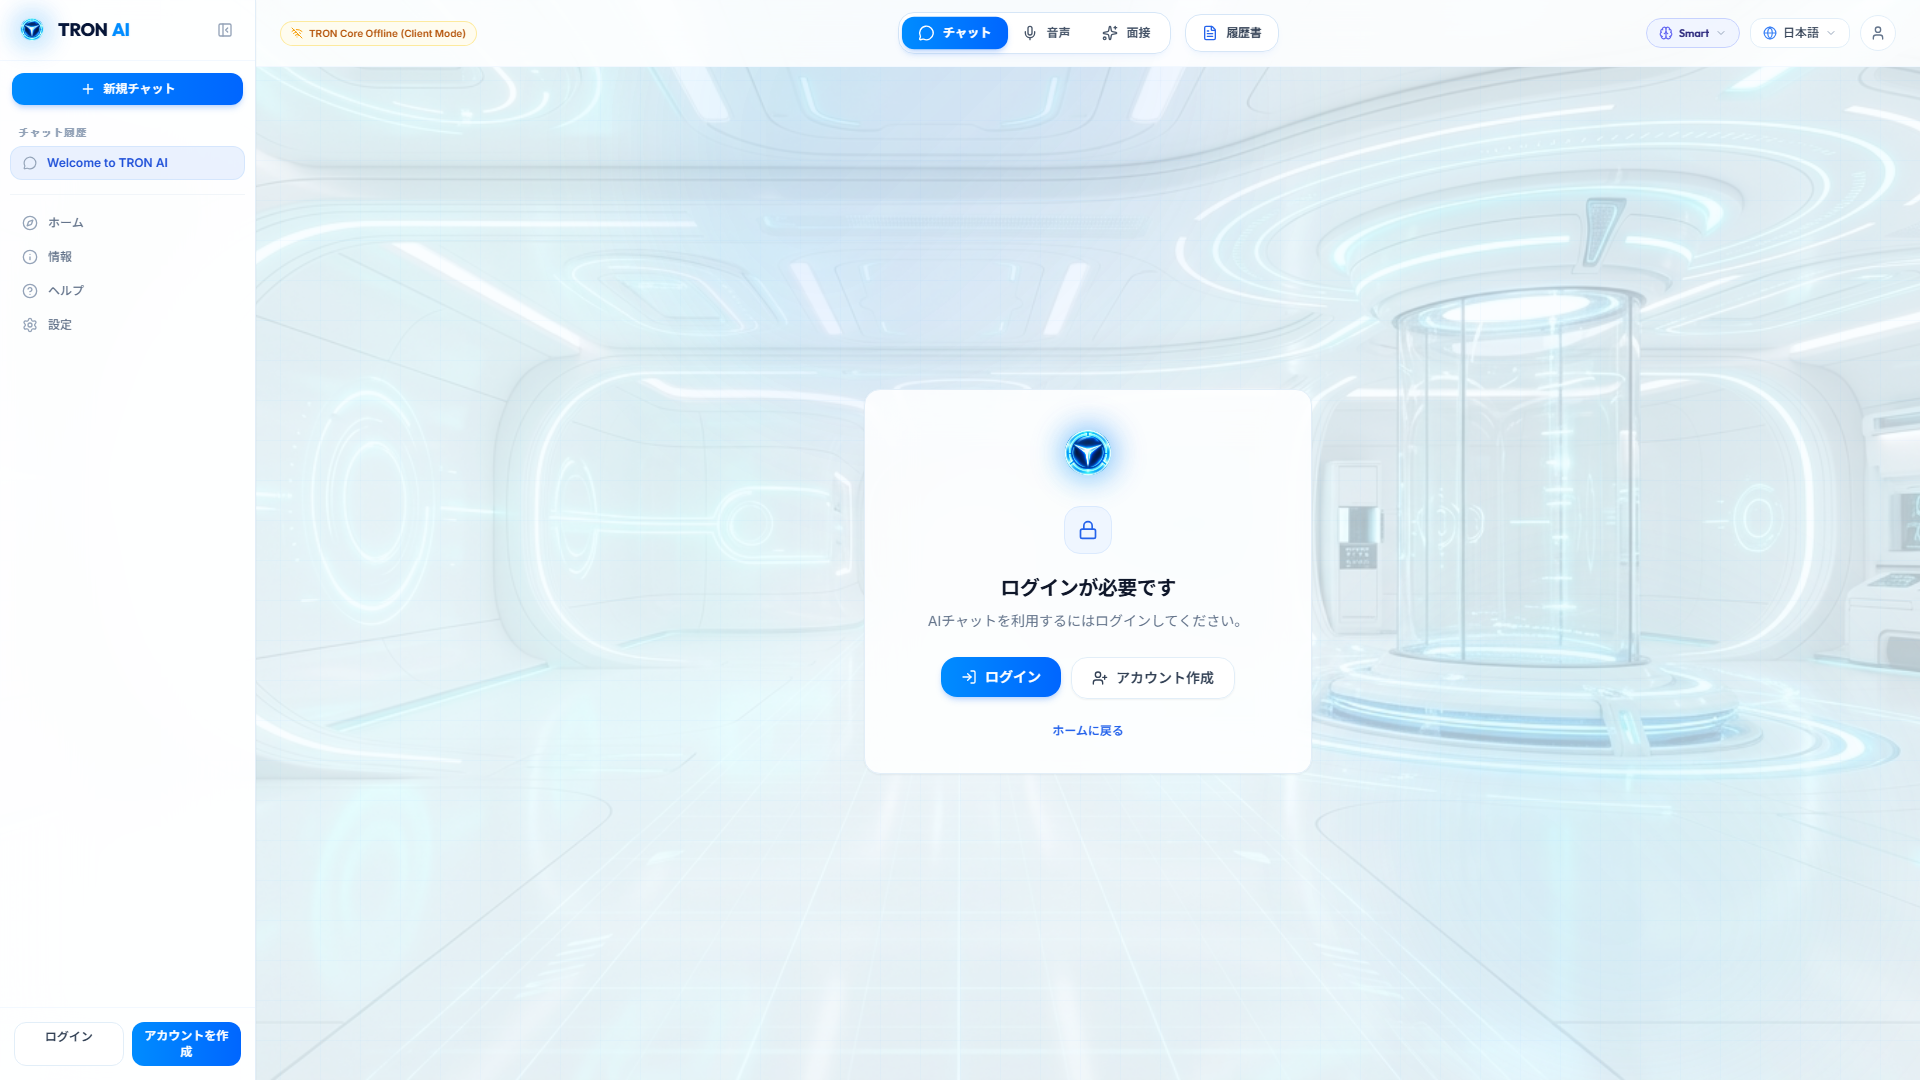 TRON AI
新規チャット
チャット履歴
Welcome to TRON AI
ホーム
情報
ヘルプ
設定
ログイン
アカウントを作
成
TRON Core Offline (Client Mode)
チャット
音声
面接
履歴書
Smart
日本語
ログインが必要です
AIチャットを利用するにはログインしてください。
ログイン
アカウント作成
ホームに戻る